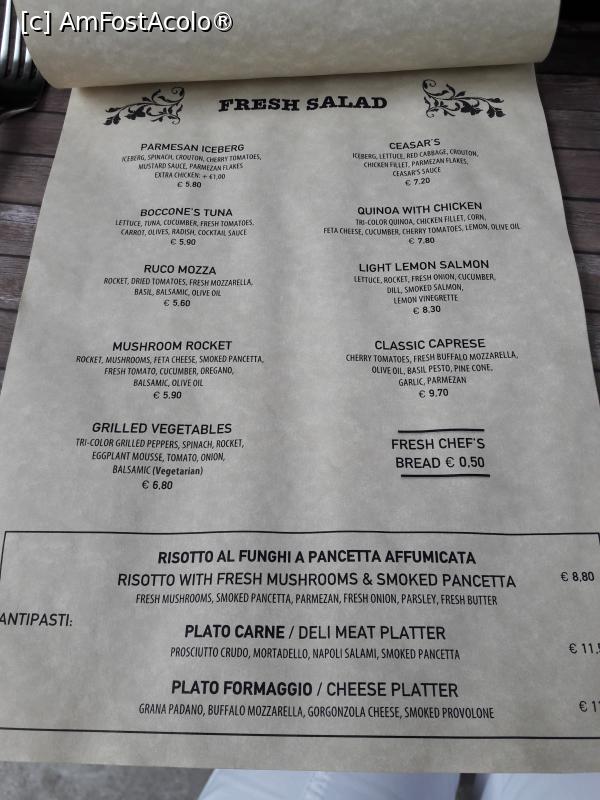 [c] AmFostAcolo®
FRESH SALAD
PARMESAN ICEBERG
ICEBERG, SPINACH, CROUTON, CHERRY TOMATOES,
MUSTARD SAUCE, PARMEZAN FLAKES
EXTRA CHICKEN: + €1,00
€ 5.80
BOCCONE'S TUNA
LETTUCE, TUNA, CUCUMBER, FRESH TOMATOES,
CARROT, OLIVES, RADISH, COCKTAIL SAUCE
€ 5.90
RUCO MOZZA
ROCKET, DRIED TOMATOES, FRESH MOZZARELLA,
BASIL, BALSAMIC, OLIVE OIL
€ 5.60
MUSHROOM ROCKET
ROCKET, MUSHROOMS, FETA CHEESE, SMOKED PANCETTA,
FRESH TOMATO, CUCUMBER, OREGANO,
BALSAMIC, OLIVE OIL
€ 5.90
GRILLED VEGETABLES
TRI-COLOR GRILLED PEPPERS, SPINACH, ROCKET,
EGGPLANT MOUSSE, TOMATO, ONION,
BALSAMIC (Vegetarian)
€ 6.80
CEASAR'S
ICEBERG, LETTUCE, RED CABBAGE, CROUTON,
CHICKEN FILLET, PARMEZAN FLAKES,
CEASAR'S SAUCE
€ 7.20
QUINOA WITH CHICKEN
TRI-COLOR QUINOA, CHICKEN FILLET, CORN,
FETA CHEESE, CUCUMBER, CHERRY TOMATOES, LEMON, OLIVE OIL
€ 7.80
LIGHT LEMON SALMON
LETTUCE, ROCKET, FRESH ONION, CUCUMBER,
DILL, SMOKED SALMON,
LEMON VINEGRETTE
€ 8.30
CLASSIC CAPRESE
CHERRY TOMATOES, FRESH BUFFALO MOZZARELLA,
OLIVE OIL, BASIL PESTO, PINE CONE,
GARLIC, PARMEZAN
€ 9.70
FRESH CHEF'S
BREAD € 0.50
RISOTTO AL FUNGHI A PANCETTA AFFUMICATA
RISOTTO WITH FRESH MUSHROOMS & SMOKED PANCETTA € 8,80
FRESH MUSHROOMS, SMOKED PANCETTA, PARMEZAN, FRESH ONION, PARSLEY, FRESH BUTTER
ANTIPASTI:
PLATO CARNE / DELI MEAT PLATTER
€ 11,
PROSCIUTTO CRUDO, MORTADELLO, NAPOLI SALAMI, SMOKED PANCETTA
PLATO FORMAGGIO / CHEESE PLATTER
€ 1
GRANA PADANO, BUFFALO MOZZARELLA, GORGONZOLA CHEESE, SMOKED PROVOLONE